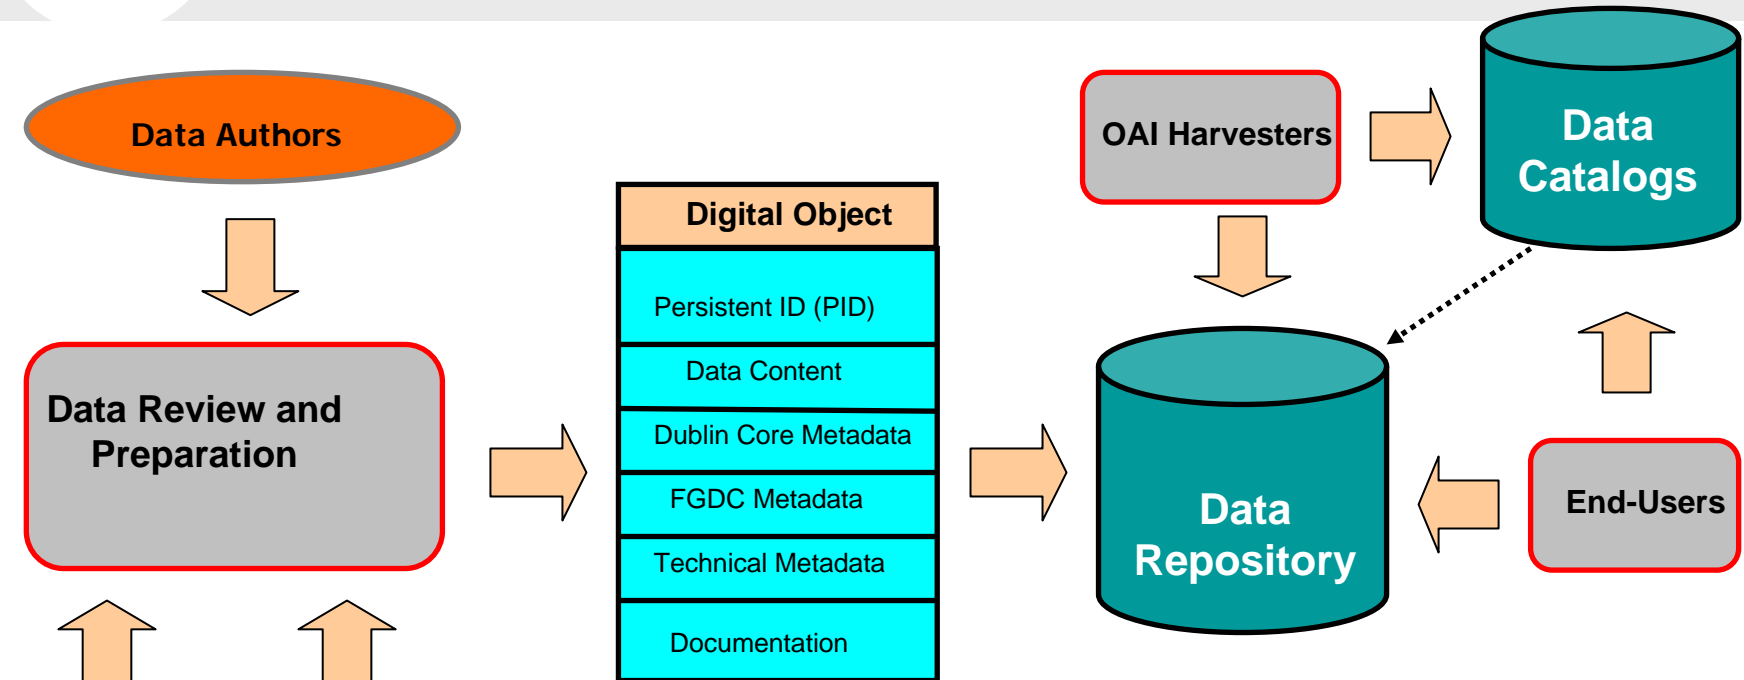 Data Authors
Data Review and
Preparation
Digital Object
Persistent ID (PID)
Data Content
Dublin Core Metadata
FGDC Metadata
Technical Metadata
Documentation
OAI Harvesters
Data
Catalogs
Data
Repository
End-Users